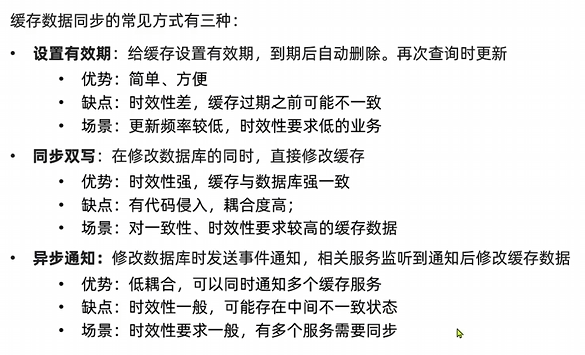 缓存数据同步的常见方式有三种：
• 设置有效期：给缓存设置有效期，到期后自动删除。再次查询时更新
• 优势：简单、方便
• 缺点：时效性差，缓存过期之前可能不一致
• 场景：更新频率较低，时效性要求低的业务
• 同步双写：在修改数据库的同时，直接修改缓存
• 优势：时效性强，缓存与数据库强一致
• 缺点：有代码侵入，耦合度高；
• 场景：对一致性、时效性要求较高的缓存数据
• 异步通知：修改数据库时发送事件通知，相关服务监听到通知后修改缓存数据
• 优势：低耦合，可以同时通知多个缓存服务
• 缺点：时效性一般，可能存在中间不一致状态
• 场景：时效性要求一般，有多个服务需要同步